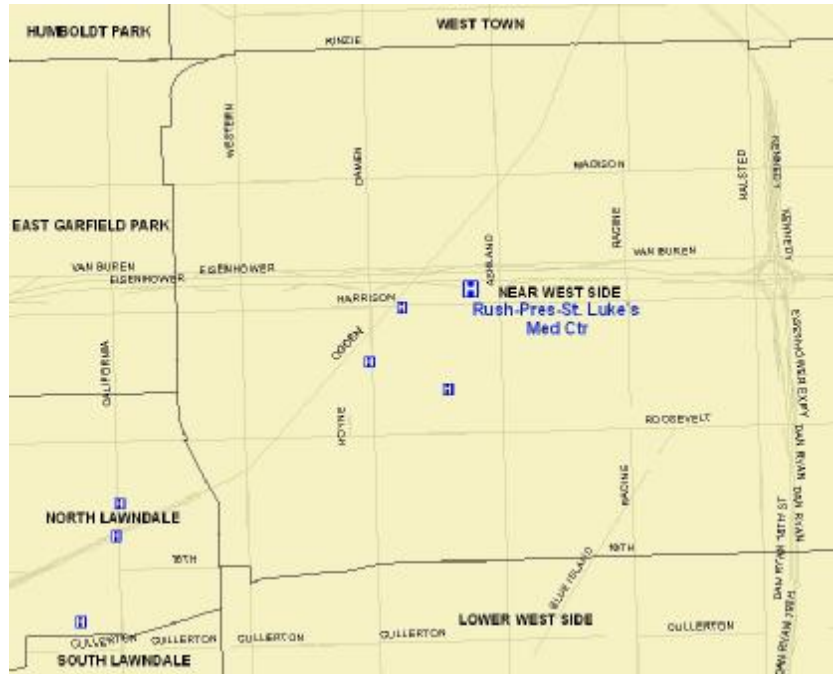 WEST TOWN
HUMBOLDT PARK
KINZIE
WESTERN
DAMEN
MADISON
HALSTED
KENNEDY
EAST GARFIELD PARK
RACINE
KENNEDY
ASHLAND
VAN BUREN
VAN BUREN
EISENHOWER
EISENHOWER
H
NEAR WEST SIDE
HARRISON
H
Rush-Pres-St. Luke's
Med Ctr
OGDEN
EISENHOWER EXPY
H
CALIFORNIA
H
HOYNE
ROOSEVELT
DAN RYAN
DAN RYAN
RACINE
H
NORTH LAWNDALE
H
16TH
16TH
BLUE ISLAND
H
LOWER WEST SIDE
CULLERTON
CULLERTON
CULLERTON
CULLERTON
CULLERTON
SOUTH LAWNDALE